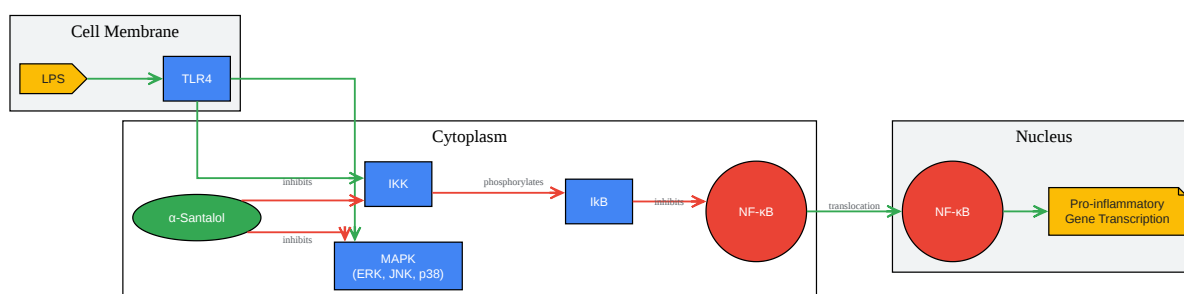 Cell Membrane
LPS
TLR4
Cytoplasm
Nucleus
inhibits
IKK
phosphorylates
IkB
inhibits
NF-κB
translocation
NF-κB
Pro-inflammatory
Gene Transcription
α-Santalol
inhibits
MAPK
(ERK, JNK, p38)